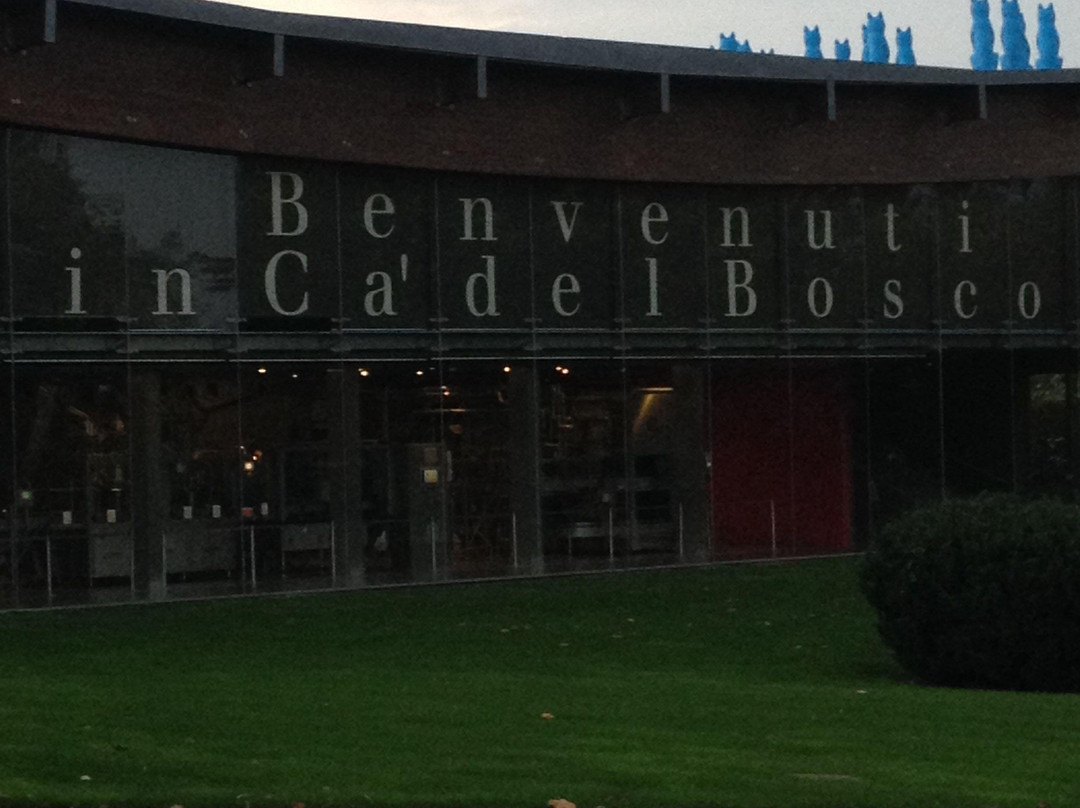 Benvenuti
in Ca' del Bosco